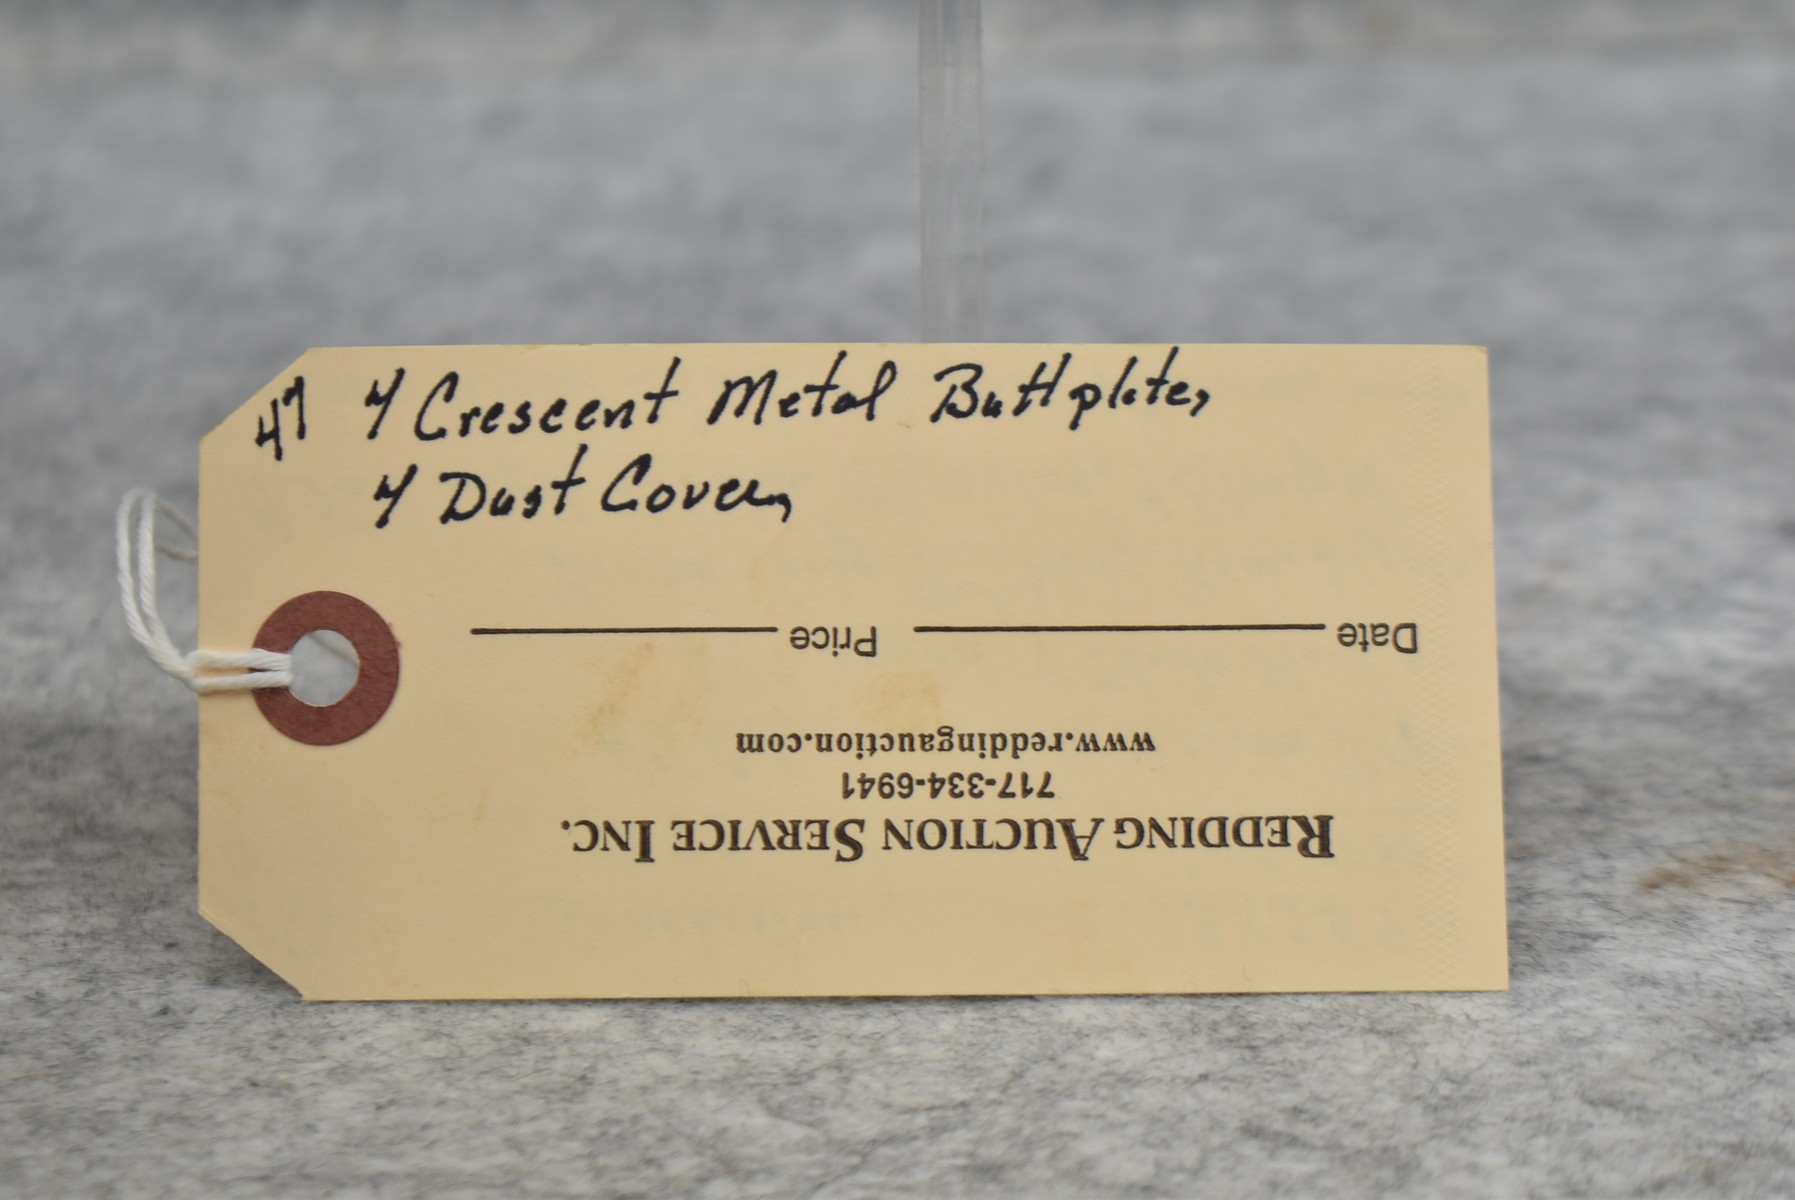 47 4 Crescent Metal Buttplates
4 Dust Covers
REDDING AUCTION SERVICE INC.
717-334-6941
www.reddingauction.com
Date Price